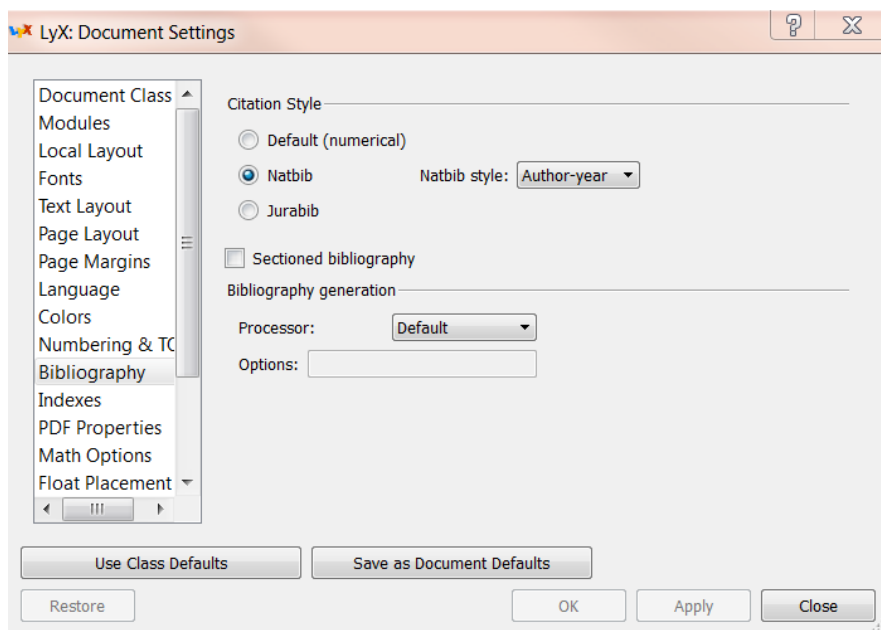 LyX: Document Settings
Document Class
Modules
Local Layout
Fonts
Text Layout
Page Layout
Page Margins
Language
Colors
Numbering & TO
Bibliography
Indexes
PDF Properties
Math Options
Float Placement
Citation Style
Default (numerical)
Natbib Natbib style: Author-year
Jurabib
Sectioned bibliography
Bibliography generation
Processor: Default
Options:
Use Class Defaults Save as Document Defaults
Restore OK Apply Close